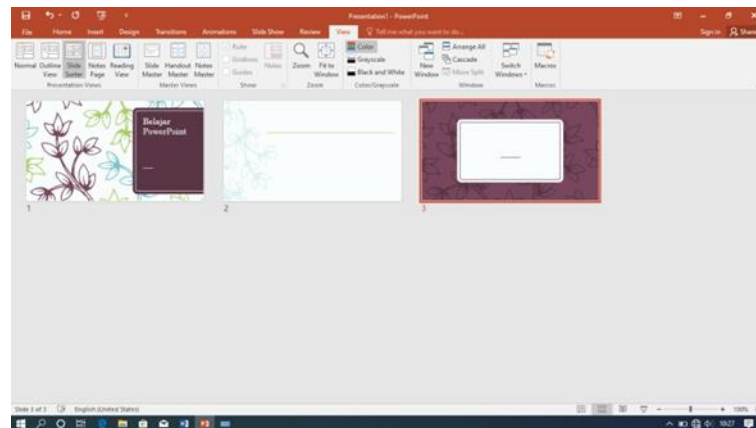 Presentation1 - PowerPoint
File Home Insert Design Transitions Animations Slide Show Review View Tell me what you want to do... Sign in Share
Normal Outline View Slide Sorter Notes Page Reading View
Presentation Views
Slide Master Handout Master Notes Master
Master Views
Ruler
Gridlines
Guides
Notes
Show
Zoom Fit to Window
Zoom
Color
Grayscale
Black and White
Color/Grayscale
New Window
Arrange All
Cascade
Move Split
Switch Windows
Window
Macros
Macros
Belajar
PowerPoint
1
2
3
Slide 3 of 3 English (United States) 100%
10:27